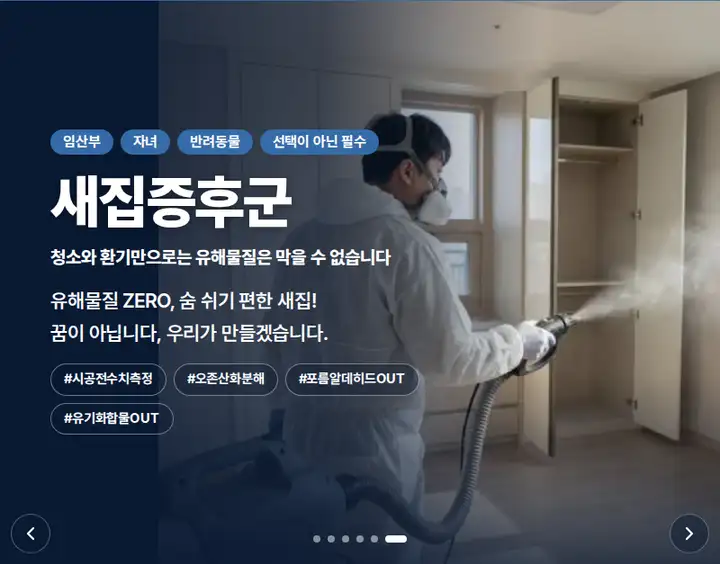 임산부 자녀 반려동물 선택이 아닌 필수
새집증후군
청소와 환기만으로는 유해물질은 막을 수 없습니다
유해물질 ZERO, 숨 쉬기 편한 새집!
꿈이 아닙니다, 우리가 만들겠습니다.
#시공전수치측정 #오존산화분해 #포름알데히드OUT
#유기화합물OUT